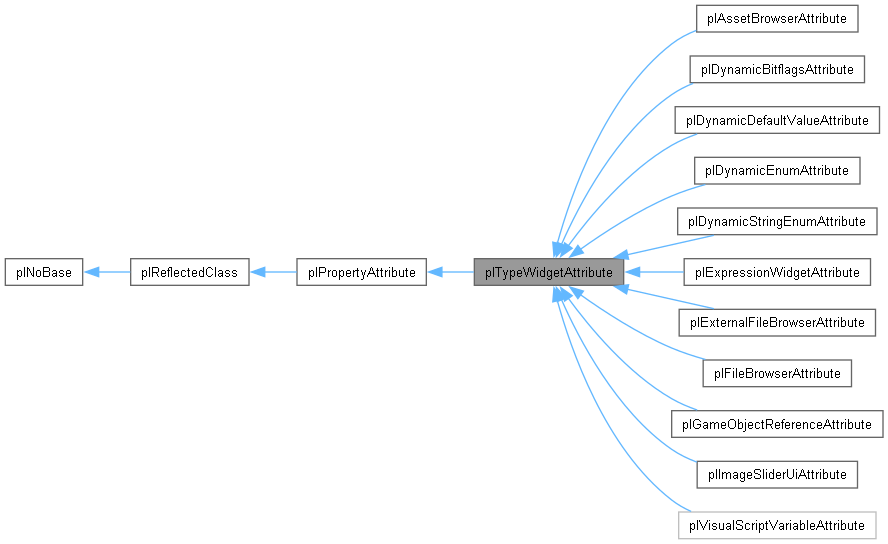 plAssetBrowserAttribute
plDynamicBitflagsAttribute
plDynamicDefaultValueAttribute
plDynamicEnumAttribute
plDynamicStringEnumAttribute
plNoBase
plReflectedClass
plPropertyAttribute
plTypeWidgetAttribute
plExpressionWidgetAttribute
plExternalFileBrowserAttribute
plFileBrowserAttribute
plGameObjectReferenceAttribute
plImageSliderUiAttribute
plVisualScriptVariableAttribute